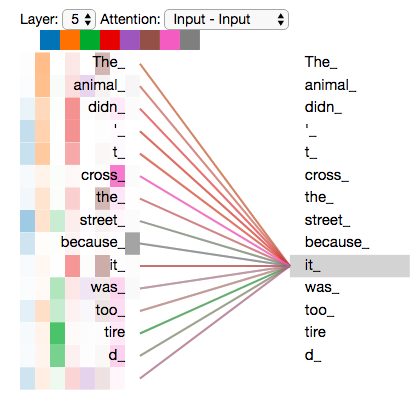 Layer: 5 Attention: Input - Input
The_ The_
animal_ animal_
didn_ didn_
'_ '_
t_ t_
cross_ cross_
the_ the_
street_ street_
because_ because_
it_ it_
was_ was_
too_ too_
tire tire
d_ d_